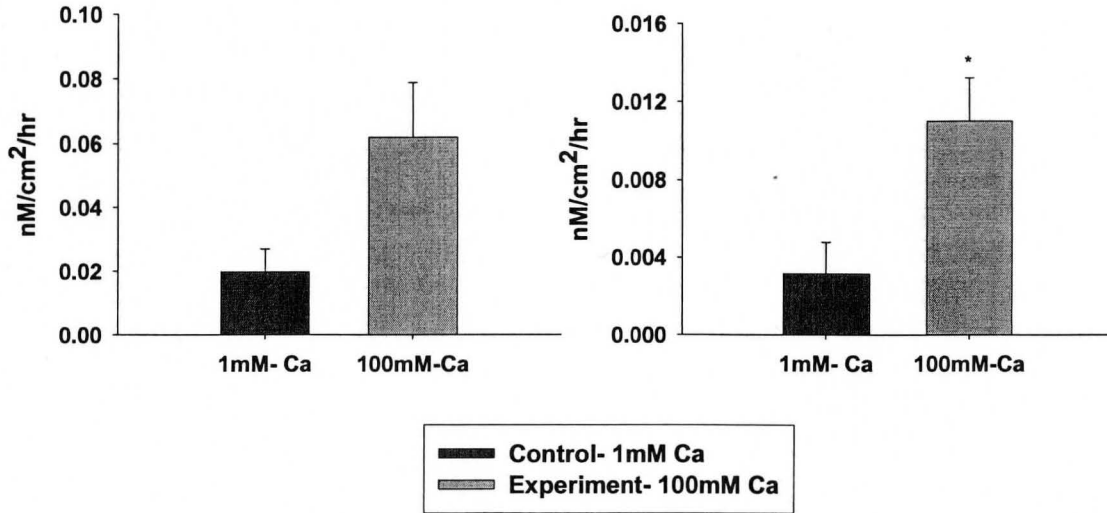 0.10
0.08
0.06
0.04
0.02
0.00
nM/cm²/hr
1mM- Ca
100mM-Ca
0.016
0.012
0.008
0.004
0.000
nM/cm²/hr
*
1mM- Ca
100mM-Ca
Control- 1mM Ca
Experiment- 100mM Ca